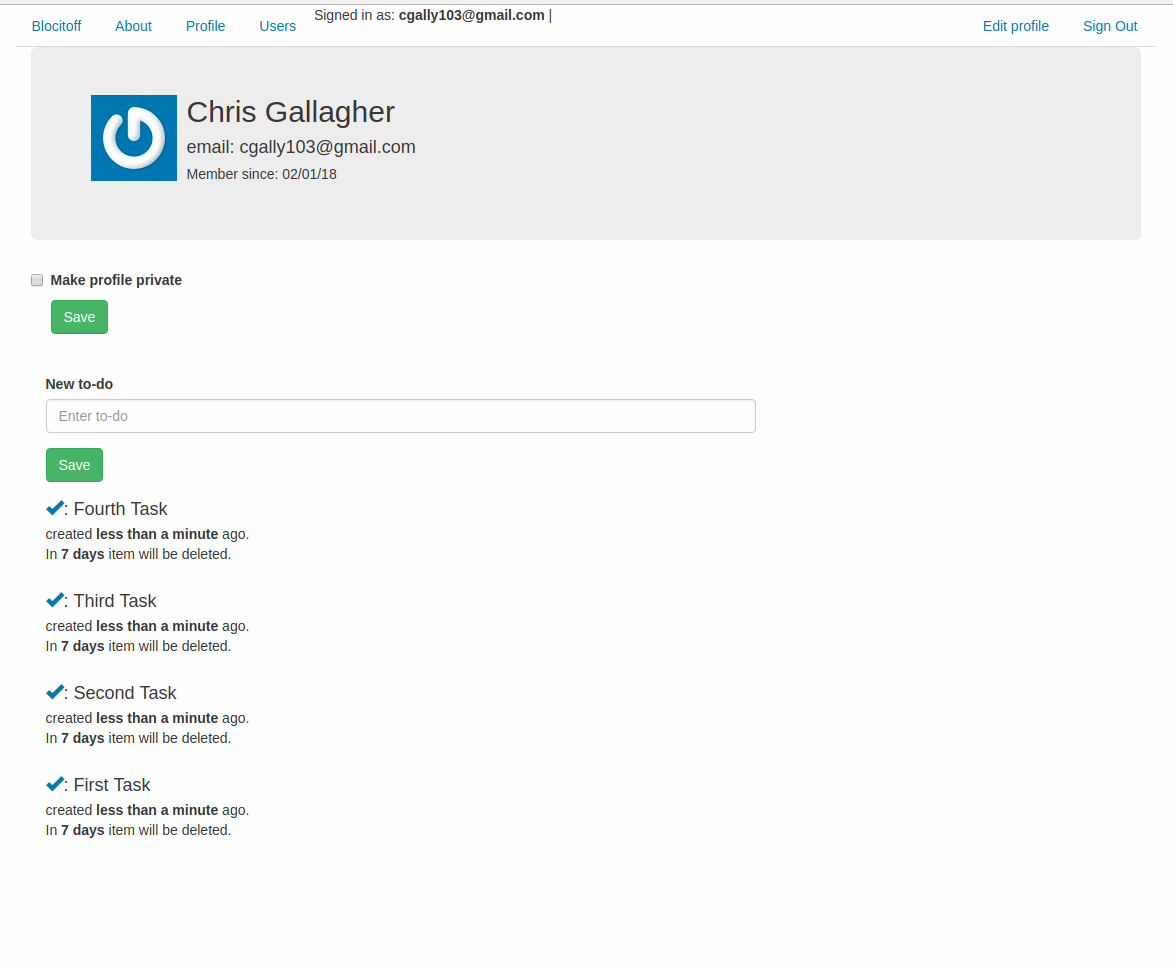 Blocitoff About Profile Users Signed in as: cgally103@gmail.com | Edit profile Sign Out
Chris Gallagher
email: cgally103@gmail.com
Member since: 02/01/18
Make profile private
Save
New to-do
Enter to-do
Save
: Fourth Task
created less than a minute ago.
In 7 days item will be deleted.
: Third Task
created less than a minute ago.
In 7 days item will be deleted.
: Second Task
created less than a minute ago.
In 7 days item will be deleted.
: First Task
created less than a minute ago.
In 7 days item will be deleted.